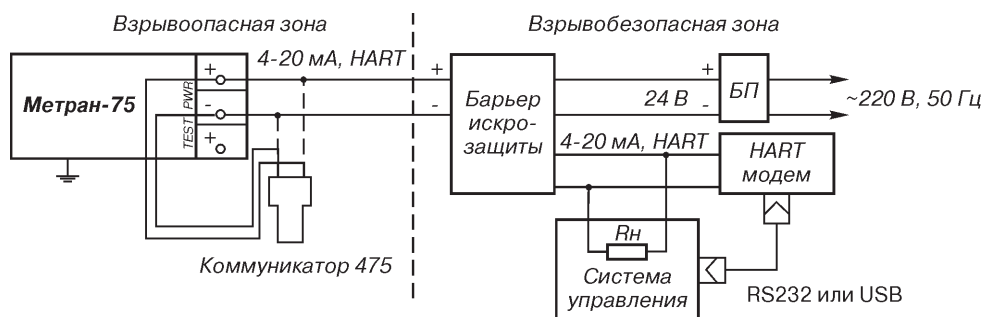 Взрывоопасная зона
Взрывобезопасная зона
4-20 мА, HART
Метран-75
+
PWR
-
TEST
+
+
-
Барьер
искро-
защиты
+
24 В
-
БП
~220 В, 50 Гц
4-20 мА, HART
HART
модем
Rн
Система
управления
Коммуникатор 475
RS232 или USB